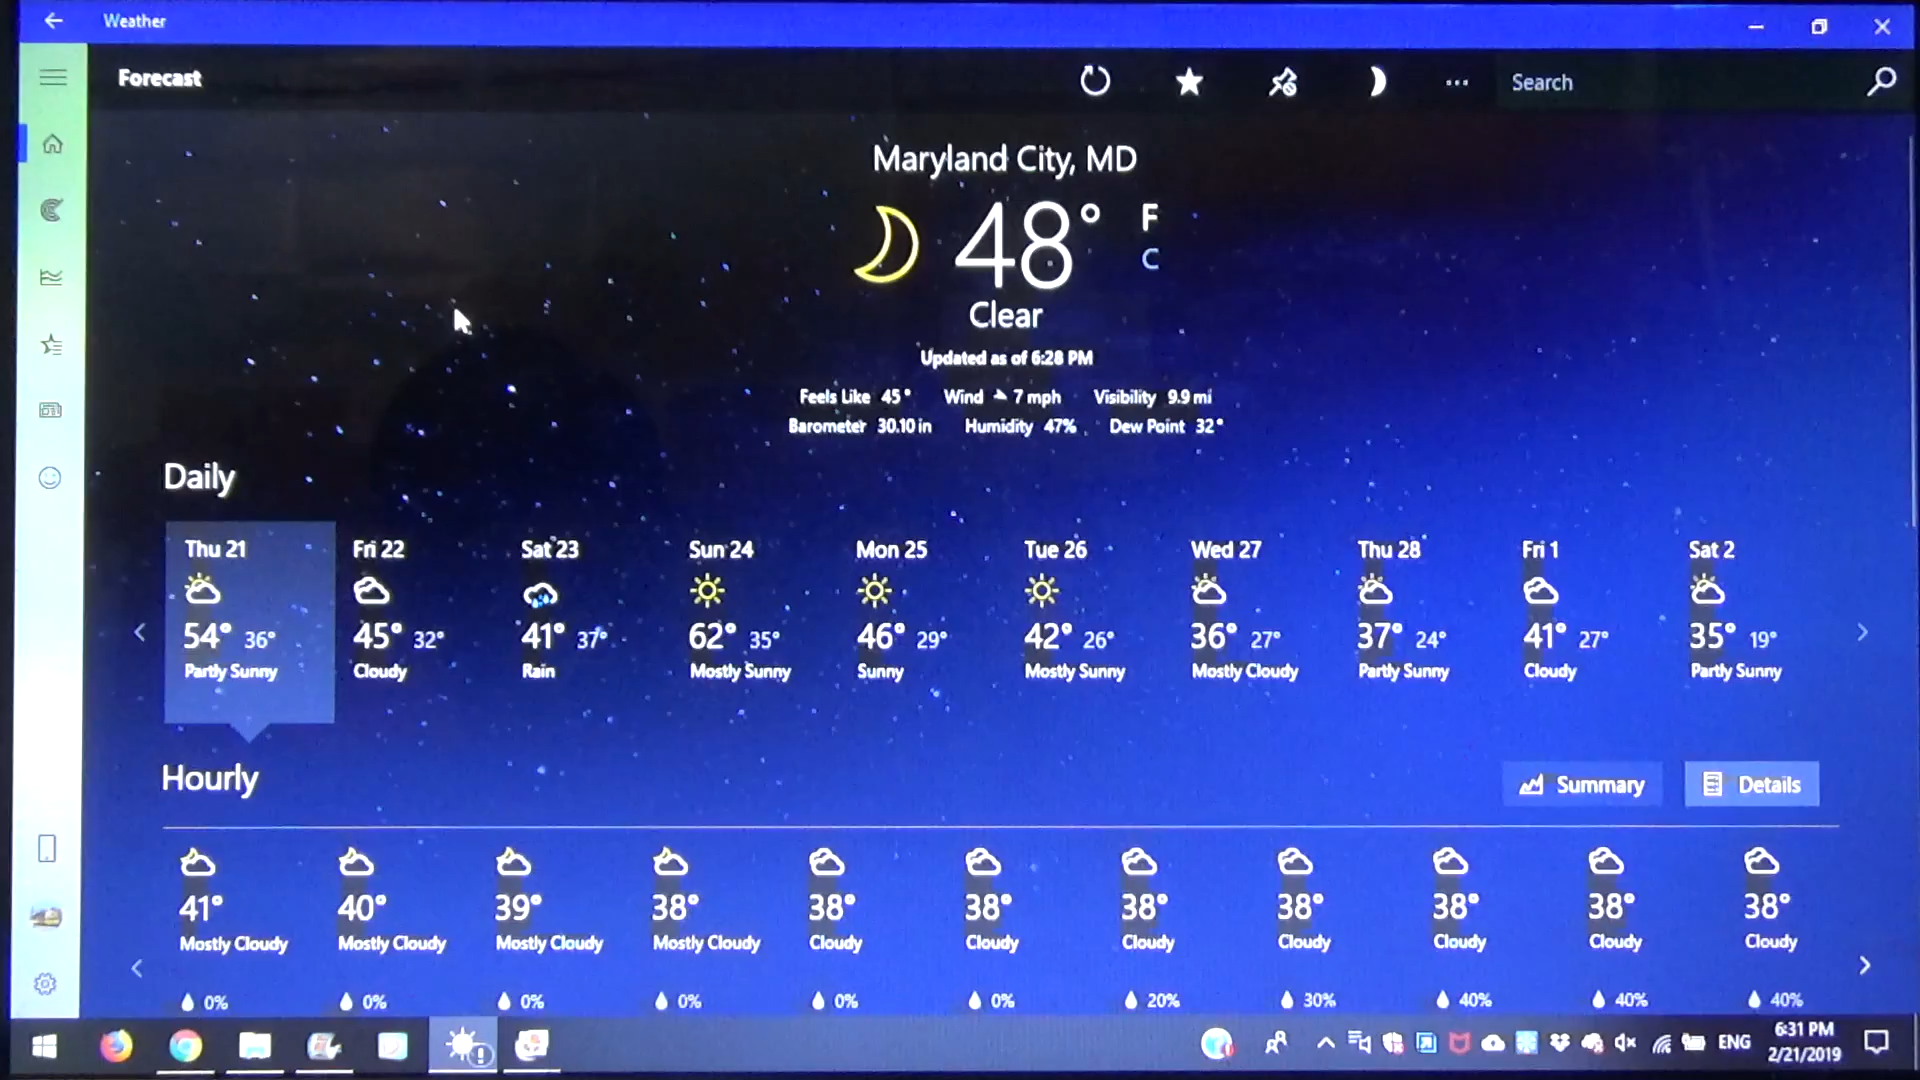 Weather
Forecast
Search
Maryland City, MD
48° F
C
Clear
Updated as of 6:28 PM
Feels Like 45° Wind 7 mph Visibility 9.9 mi
Barometer 30.10 in Humidity 47% Dew Point 32°
Daily
Thu 21 Fri 22 Sat 23 Sun 24 Mon 25 Tue 26 Wed 27 Thu 28 Fri 1 Sat 2
54° 36° 45° 32° 41° 37° 62° 35° 46° 29° 42° 26° 36° 27° 37° 24° 41° 27° 35° 19°
Partly Sunny Cloudy Rain Mostly Sunny Sunny Mostly Sunny Mostly Cloudy Partly Sunny Cloudy Partly Sunny
Hourly
Summary Details
41° 40° 39° 38° 38° 38° 38° 38° 38° 38° 38°
Mostly Cloudy Mostly Cloudy Mostly Cloudy Mostly Cloudy Cloudy Cloudy Cloudy Cloudy Cloudy Cloudy Cloudy
0% 0% 0% 0% 0% 0% 20% 30% 40% 40% 40%
ENG
6:31 PM
2/21/2019